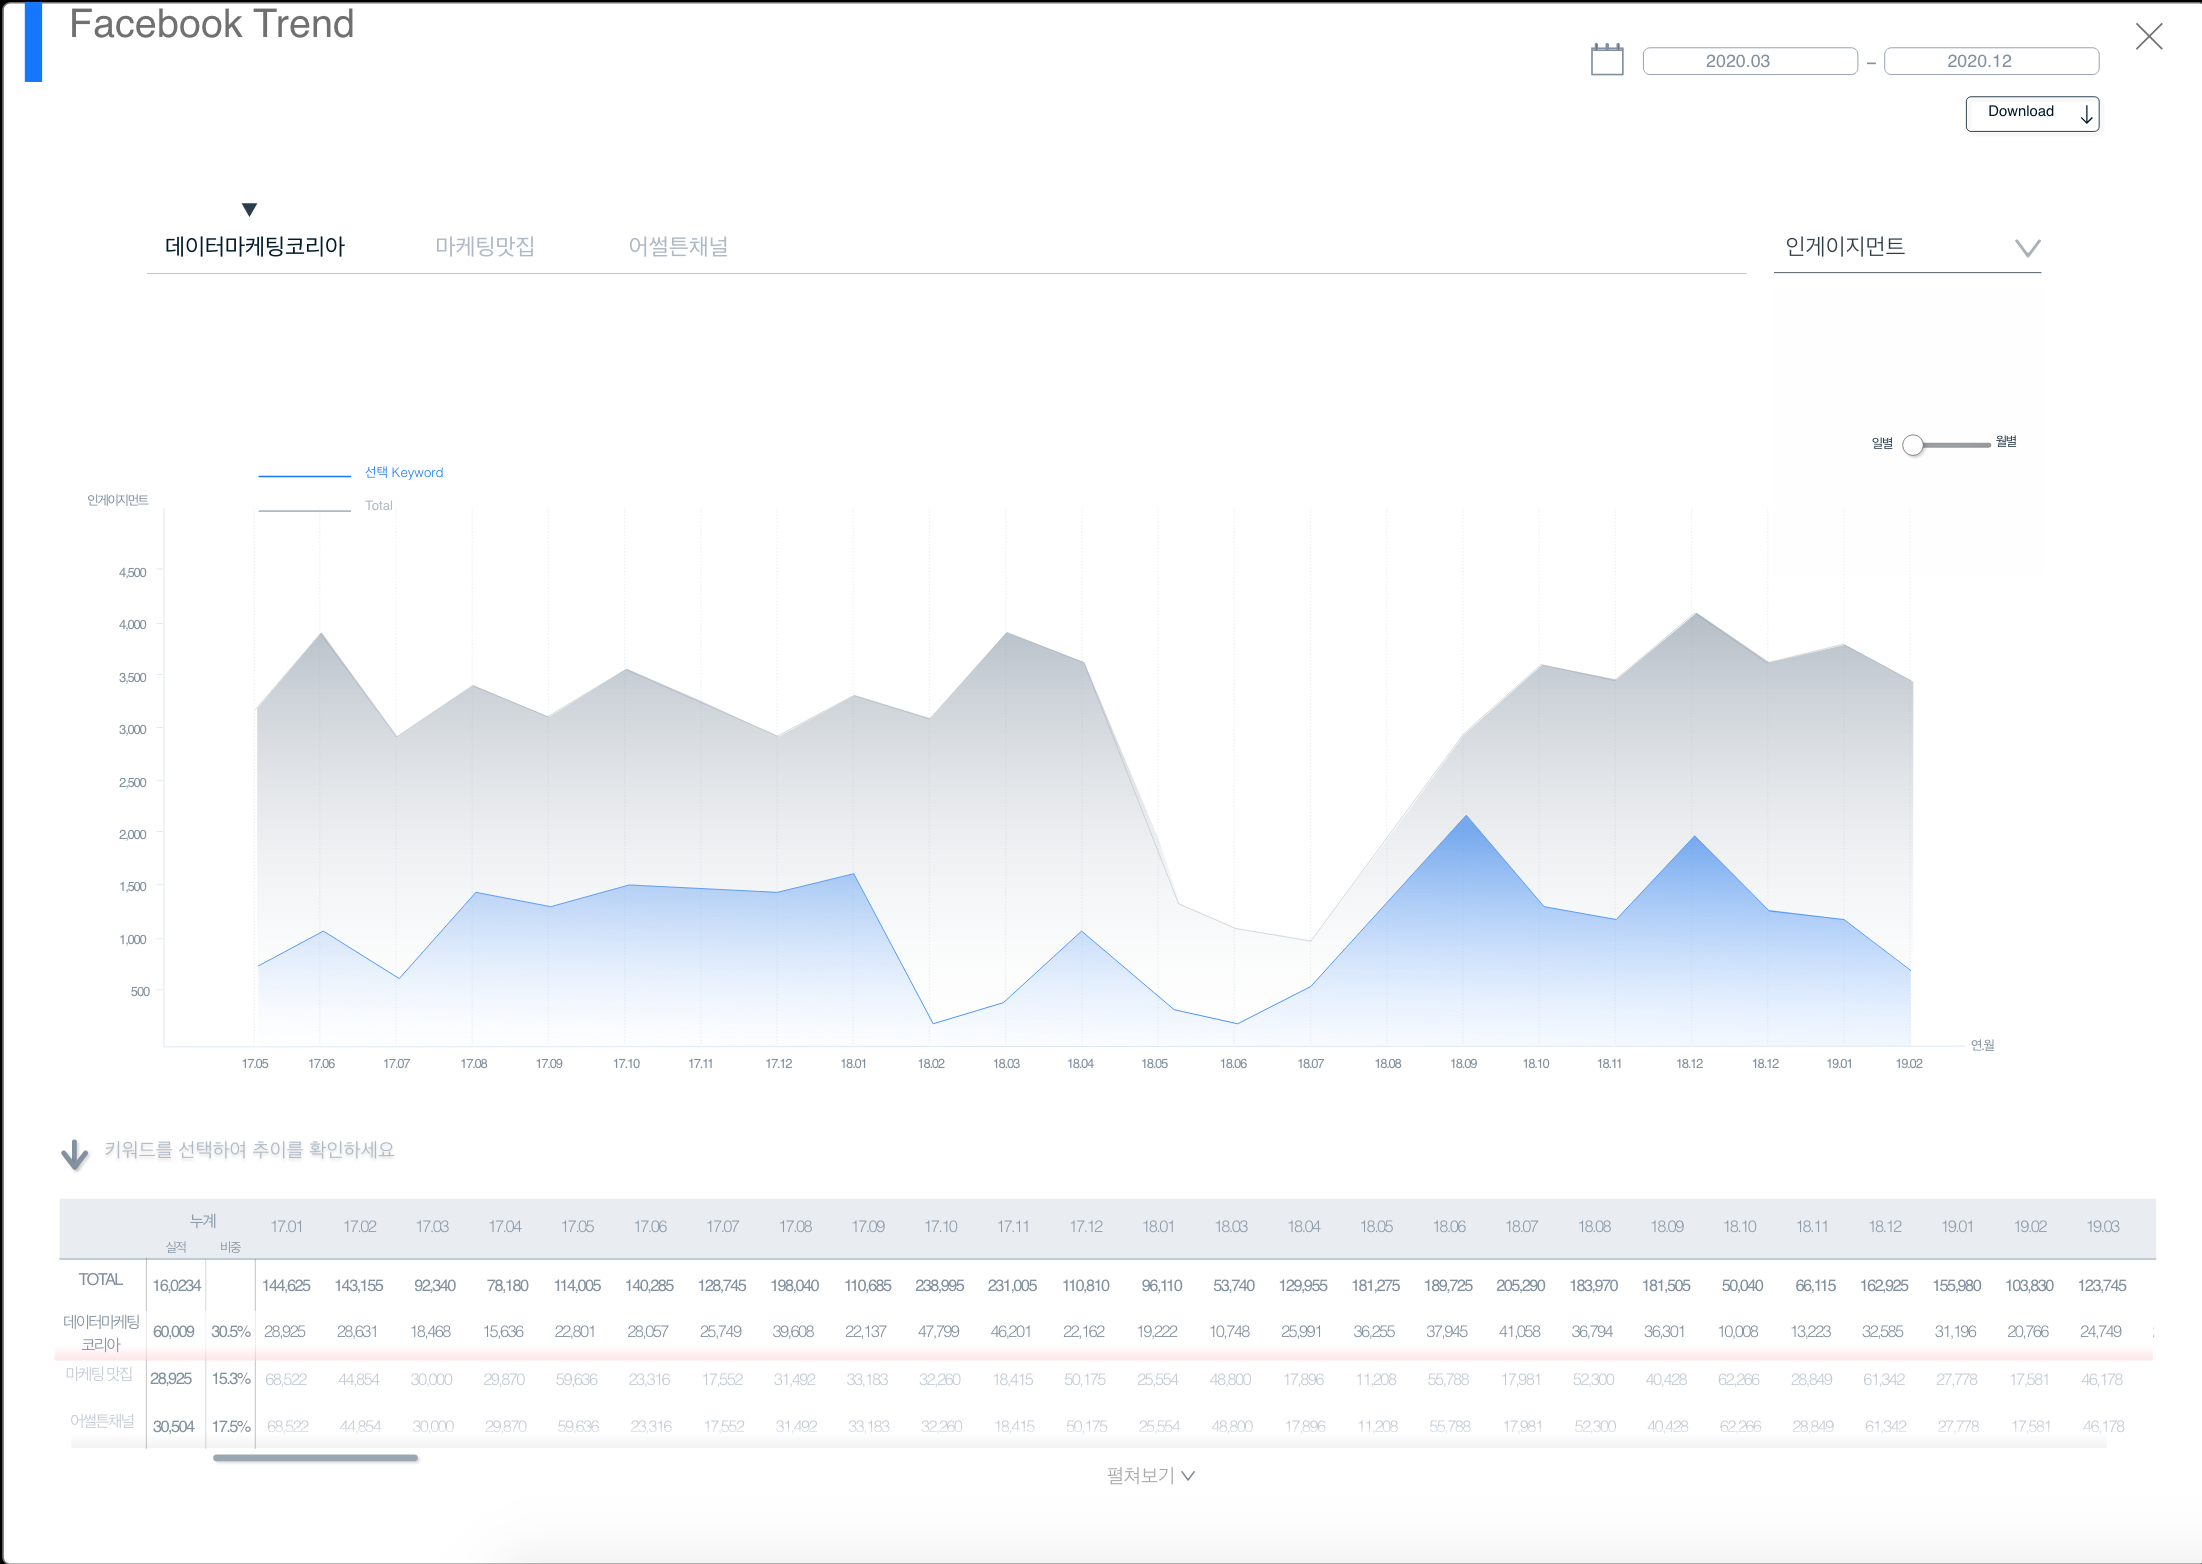 Facebook Trend
2020.03 – 2020.12
Download
데이터마케팅코리아 마케팅맛집 어썰튼채널 인게이지먼트
일별 월별
선택 Keyword
인게이지먼트
Total
4,500
4,000
3,500
3,000
2,500
2,000
1,500
1,000
500
17.05 17.06 17.07 17.08 17.09 17.10 17.11 17.12 18.01 18.02 18.03 18.04 18.05 18.06 18.07 18.08 18.09 18.10 18.11 18.12 18.12 19.01 19.02
연.월
키워드를 선택하여 추이를 확인하세요
누계 17.01 17.02 17.03 17.04 17.05 17.06 17.07 17.08 17.09 17.10 17.11 17.12 18.01 18.03 18.04 18.05 18.06 18.07 18.08 18.09 18.10 18.11 18.12 19.01 19.02 19.03
실적 비중
TOTAL 16,0234 144,625 143,155 92,340 78,180 114,005 140,285 128,745 198,040 110,685 238,995 231,005 110,810 96,110 53,740 129,955 181,275 189,725 205,290 183,970 181,505 50,040 66,115 162,925 155,980 103,830 123,745
데이터마케팅
코리아 60,009 30.5% 28,925 28,631 18,468 15,636 22,801 28,057 25,749 39,608 22,137 47,799 46,201 22,162 19,222 10,748 25,991 36,255 37,945 41,058 36,794 36,301 10,008 13,223 32,585 31,196 20,766 24,749
마케팅 맛집 28,925 15.3% 68,522 44,854 30,000 29,870 59,636 23,316 17,552 31,492 33,183 32,260 18,415 50,175 25,554 48,800 17,896 11,208 55,788 17,981 52,300 40,428 62,266 28,849 61,342 27,778 17,581 46,178
어썰튼채널 30,504 17.5% 68,522 44,854 30,000 29,870 59,636 23,316 17,552 31,492 33,183 32,260 18,415 50,175 25,554 48,800 17,896 11,208 55,788 17,981 52,300 40,428 62,266 28,849 61,342 27,778 17,581 46,178
펼쳐보기